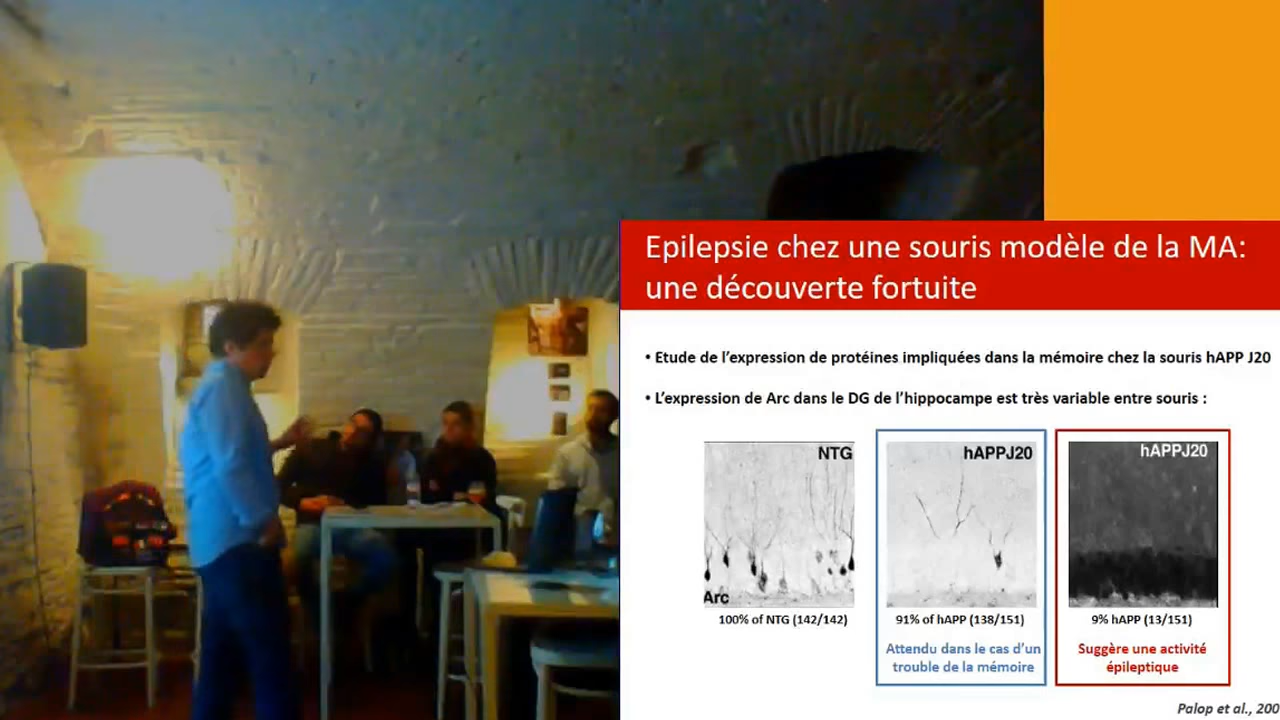 Epilepsie chez une souris modèle de la MA:
une découverte fortuite
• Etude de l'expression de protéines impliquées dans la mémoire chez la souris hAPP J20
• L'expression de Arc dans le DG de l'hippocampe est très variable entre souris :
NTG
Arc
100% of NTG (142/142)
hAPPJ20
91% of hAPP (138/151)
Attendu dans le cas d'un
trouble de la mémoire
hAPPJ20
9% hAPP (13/151)
Suggère une activité
épileptique
Palop et al., 200